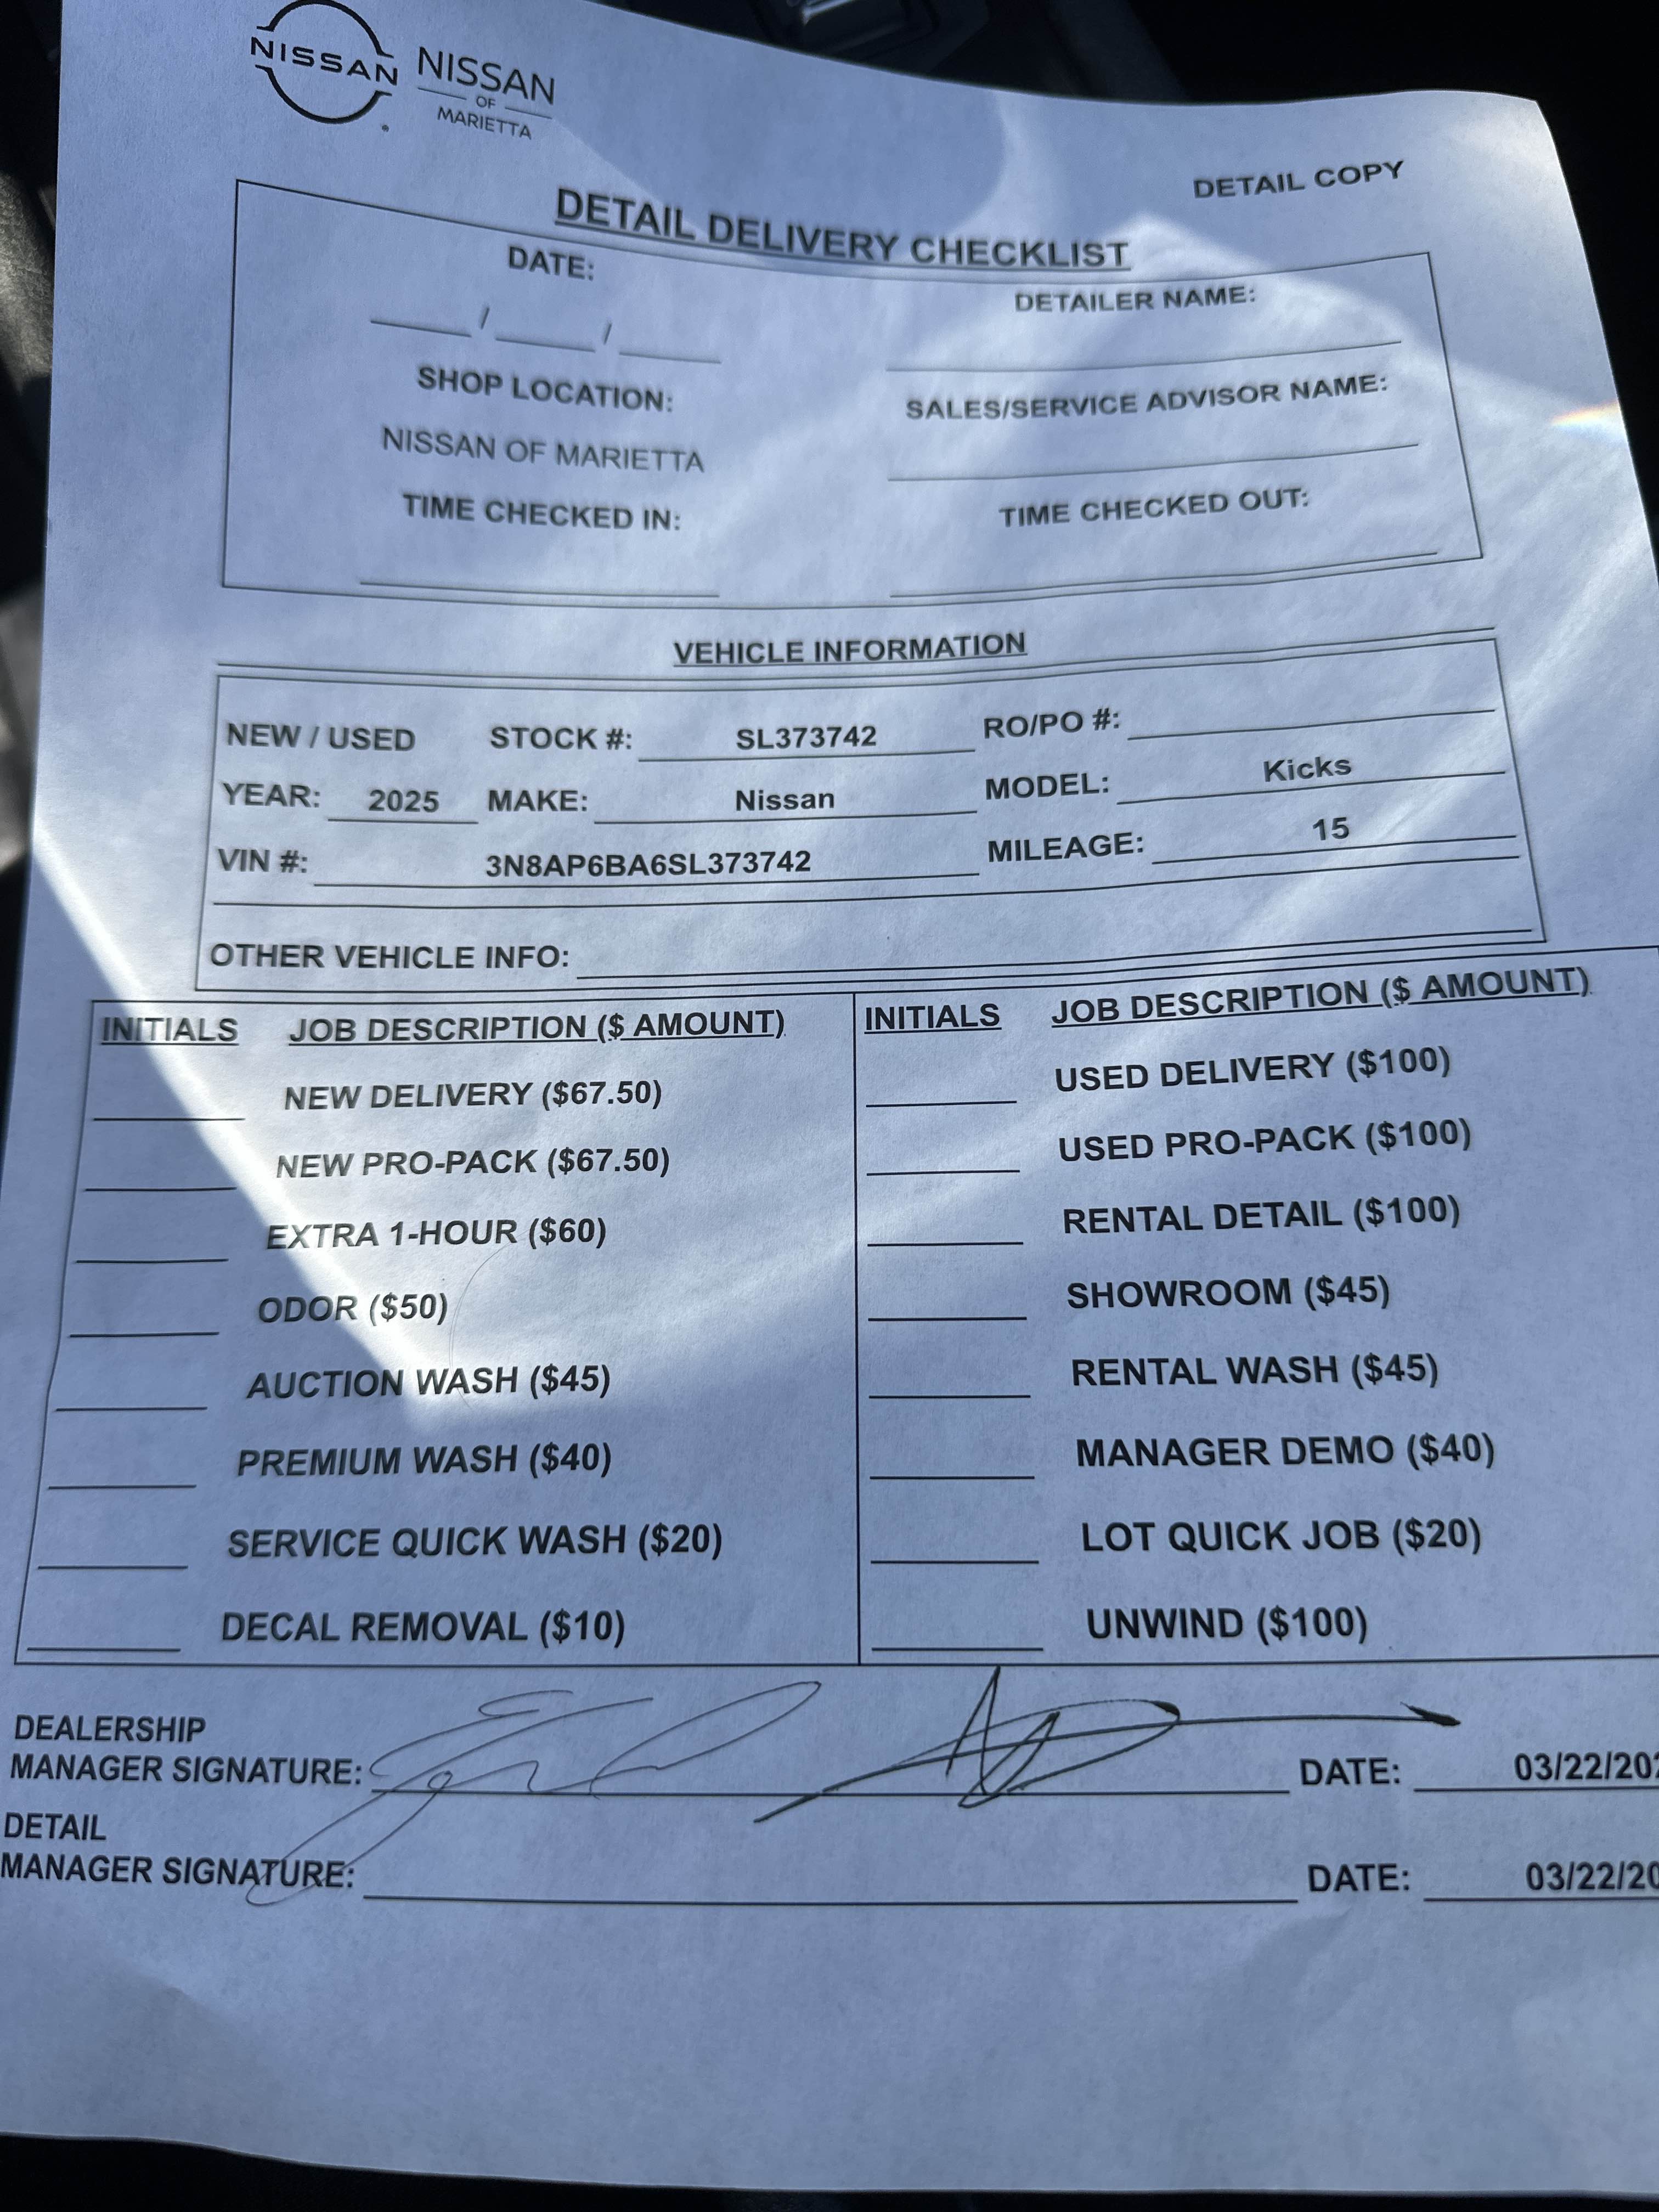 NISSAN
NISSAN
OF
MARIETTA
DETAIL COPY
DETAIL DELIVERY CHECKLIST
DATE:
/ /
DETAILER NAME:
SHOP LOCATION:
NISSAN OF MARIETTA
SALES/SERVICE ADVISOR NAME:
TIME CHECKED IN:
TIME CHECKED OUT:
VEHICLE INFORMATION
NEW / USED STOCK #: SL373742 RO/PO #:
YEAR: 2025 MAKE: Nissan MODEL: Kicks
VIN #: 3N8AP6BA6SL373742 MILEAGE: 15
OTHER VEHICLE INFO:
INITIALS JOB DESCRIPTION ($ AMOUNT)
NEW DELIVERY ($67.50)
NEW PRO-PACK ($67.50)
EXTRA 1-HOUR ($60)
ODOR ($50)
AUCTION WASH ($45)
PREMIUM WASH ($40)
SERVICE QUICK WASH ($20)
DECAL REMOVAL ($10)
INITIALS JOB DESCRIPTION ($ AMOUNT)
USED DELIVERY ($100)
USED PRO-PACK ($100)
RENTAL DETAIL ($100)
SHOWROOM ($45)
RENTAL WASH ($45)
MANAGER DEMO ($40)
LOT QUICK JOB ($20)
UNWIND ($100)
DEALERSHIP
MANAGER SIGNATURE: DATE: 03/22/202
DETAIL
MANAGER SIGNATURE: DATE: 03/22/20